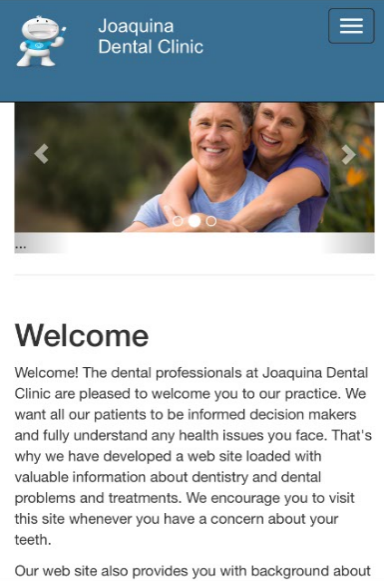 Joaquina
Dental Clinic
...
Welcome
Welcome! The dental professionals at Joaquina Dental
Clinic are pleased to welcome you to our practice. We
want all our patients to be informed decision makers
and fully understand any health issues you face. That's
why we have developed a web site loaded with
valuable information about dentistry and dental
problems and treatments. We encourage you to visit
this site whenever you have a concern about your
teeth.
Our web site also provides you with background about